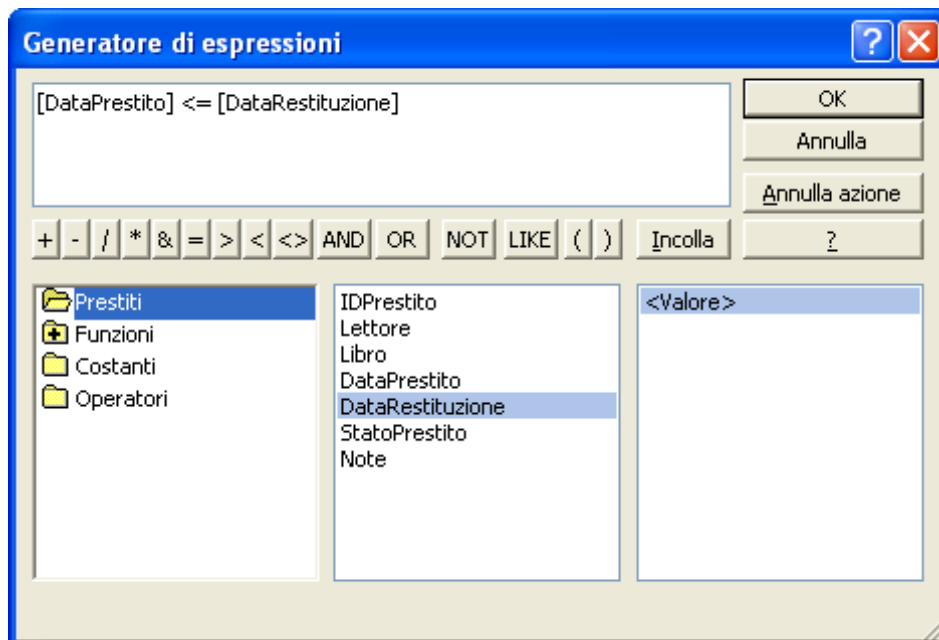 Generatore di espressioni
?
[DataPrestito] <= [DataRestituzione]
OK
Annulla
Annulla azione
+ - / * & = > < <> AND OR NOT LIKE ( ) Incolla ?
Prestiti
Funzioni
Costanti
Operatori
IDPrestito
Lettore
Libro
DataPrestito
DataRestituzione
StatoPrestito
Note
<Valore>